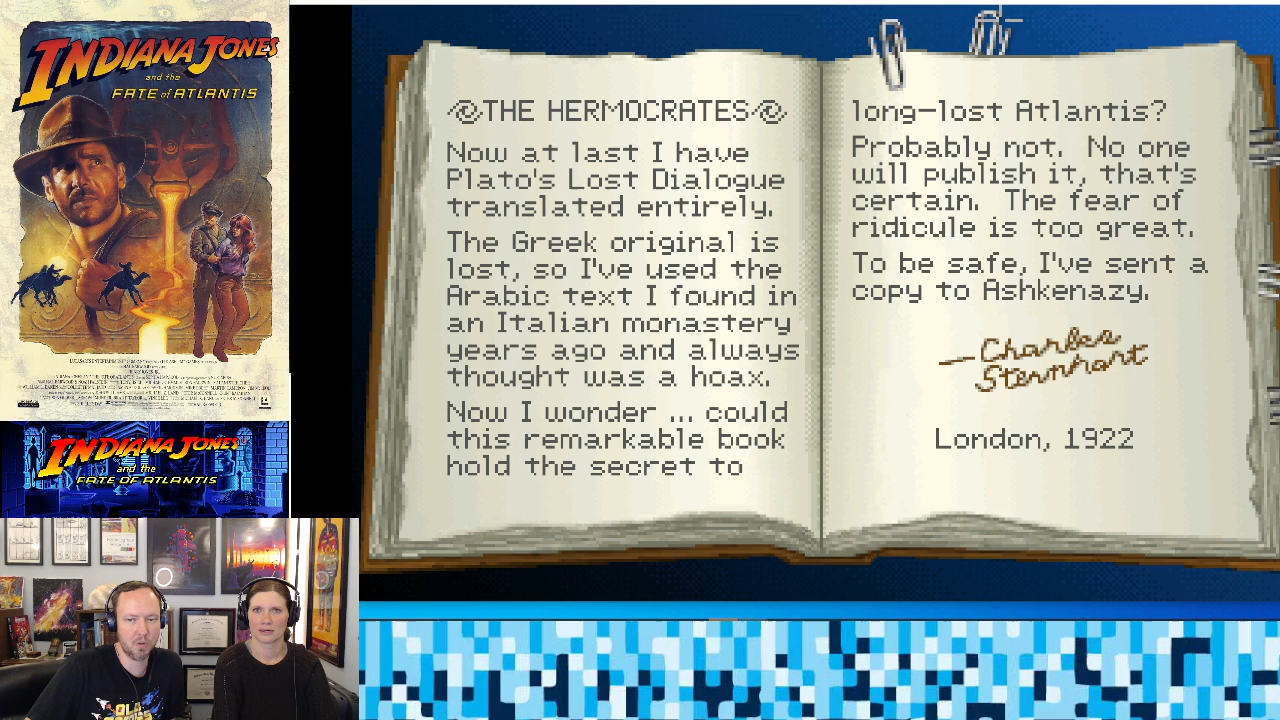 INDIANA JONES
and the
FATE of ATLANTIS
INDIANA JONES
and the
FATE OF ATLANTIS
THE HERMOCRATES
Now at last I have
Plato's Lost Dialogue
translated entirely.
The Greek original is
lost, so I've used the
Arabic text I found in
an Italian monastery
years ago and always
thought was a hoax.
Now I wonder ... could
this remarkable book
hold the secret to
long-lost Atlantis?
Probably not. No one
will publish it, that's
certain. The fear of
ridicule is too great.
To be safe, I've sent a
copy to Ashkenazy.
—Charles
Sternhart
London, 1922